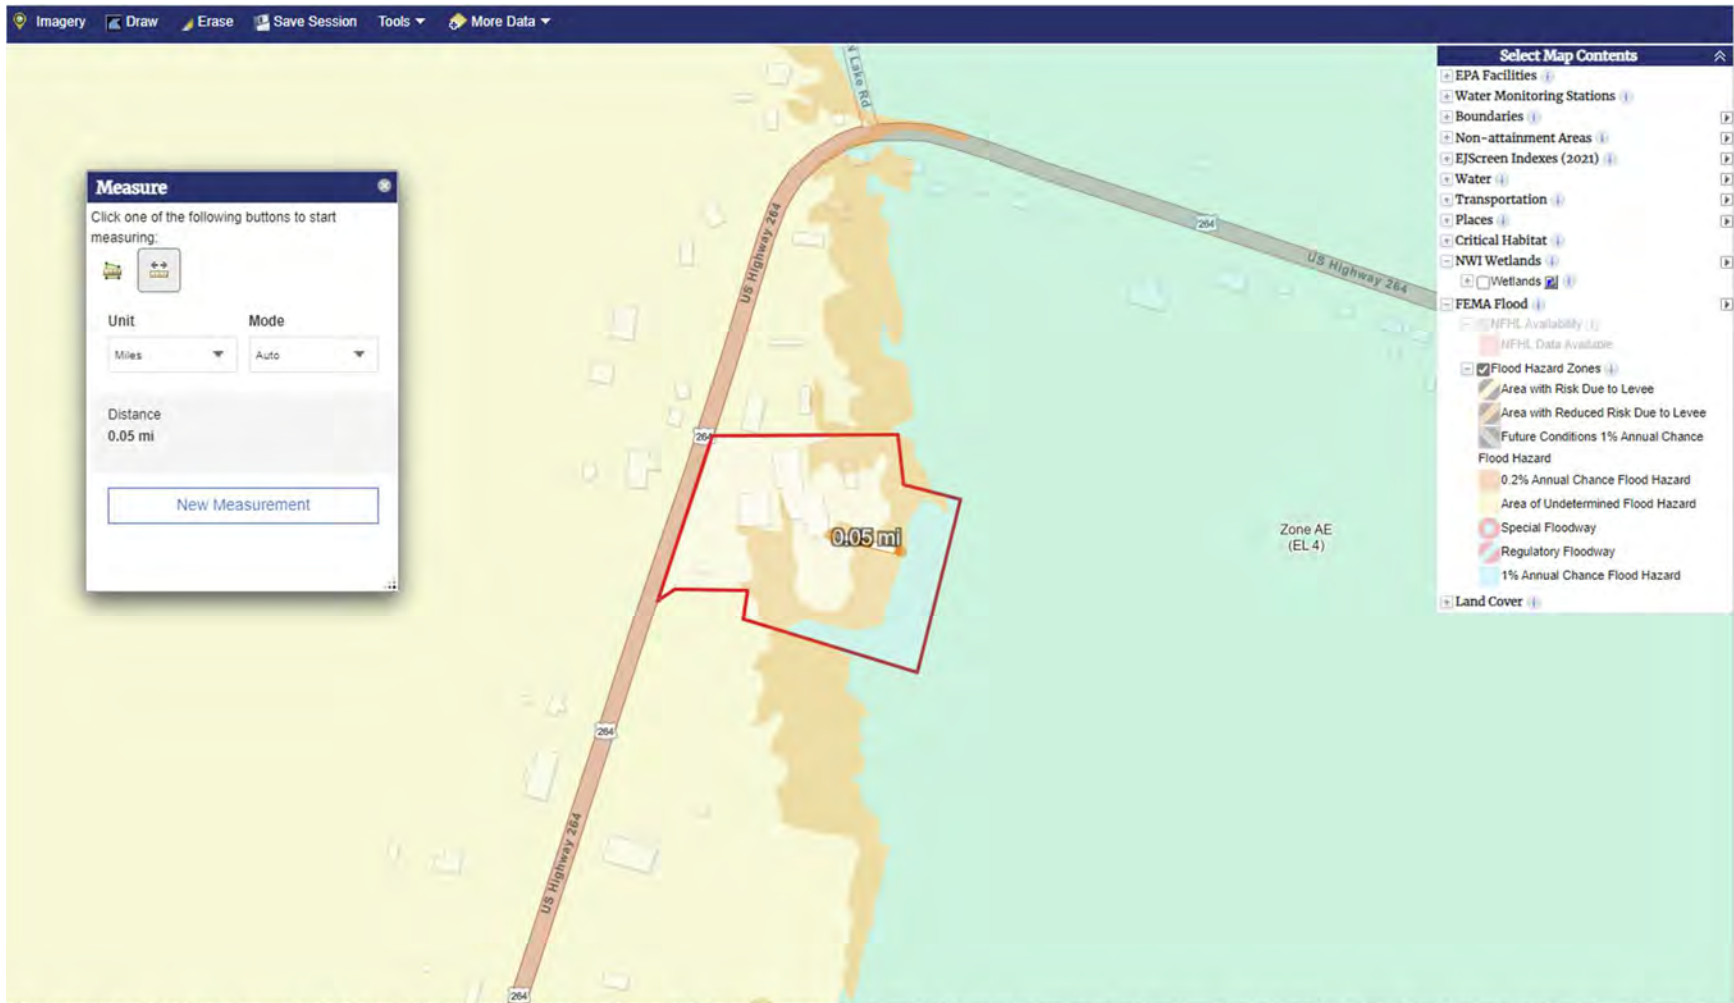 Imagery Draw Erase Save Session Tools More Data
N Lake Rd
Measure
Click one of the following buttons to start
measuring:
Unit Mode
Miles Auto
Distance
0.05 mi
New Measurement
US Highway 264
264
US Highway 264
264
0.05 mi
Zone AE
(EL 4)
264
US Highway 264
264
Select Map Contents
EPA Facilities
Water Monitoring Stations
Boundaries
Non-attainment Areas
EJScreen Indexes (2021)
Water
Transportation
Places
Critical Habitat
NWI Wetlands
Wetlands
FEMA Flood
NFHL Availability
NFHL Data Available
Flood Hazard Zones
Area with Risk Due to Levee
Area with Reduced Risk Due to Levee
Future Conditions 1% Annual Chance
Flood Hazard
0.2% Annual Chance Flood Hazard
Area of Undetermined Flood Hazard
Special Floodway
Regulatory Floodway
1% Annual Chance Flood Hazard
Land Cover